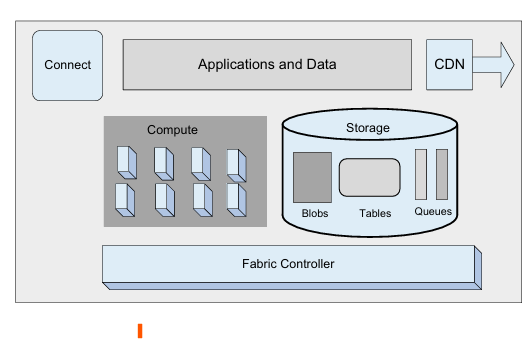 Connect
Applications and Data
CDN
Compute
Storage
Blobs
Tables
Queues
Fabric Controller